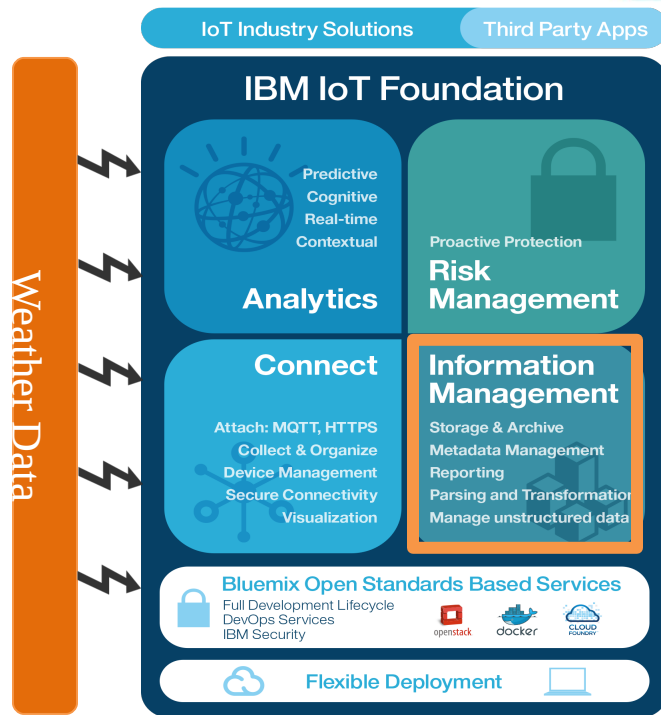 IoT Industry Solutions
Third Party Apps
Weather Data
IBM IoT Foundation
Predictive
Cognitive
Real-time
Contextual
Analytics
Proactive Protection
Risk
Management
Connect
Attach: MQTT, HTTPS
Collect & Organize
Device Management
Secure Connectivity
Visualization
Information
Management
Storage & Archive
Metadata Management
Reporting
Parsing and Transformation
Manage unstructured data
Bluemix Open Standards Based Services
Full Development Lifecycle
DevOps Services
IBM Security
openstack
docker
CLOUD
FOUNDRY
Flexible Deployment